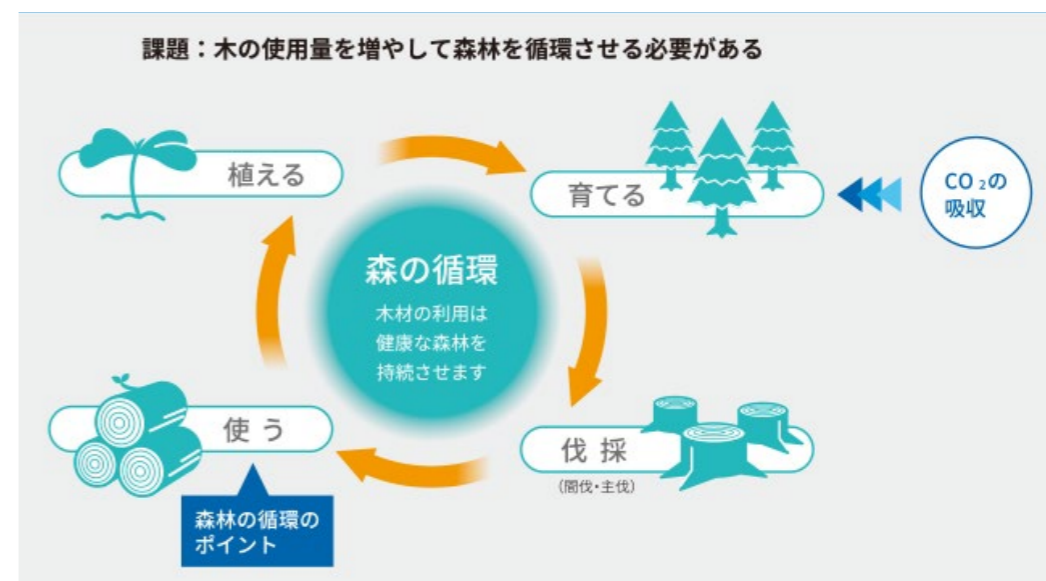 課題：木の使用量を増やして森林を循環させる必要がある
植える
育てる
CO₂の
吸収
森の循環
木材の利用は
健康な森林を
持続させます
使う
伐採
(間伐・主伐)
森林の循環の
ポイント